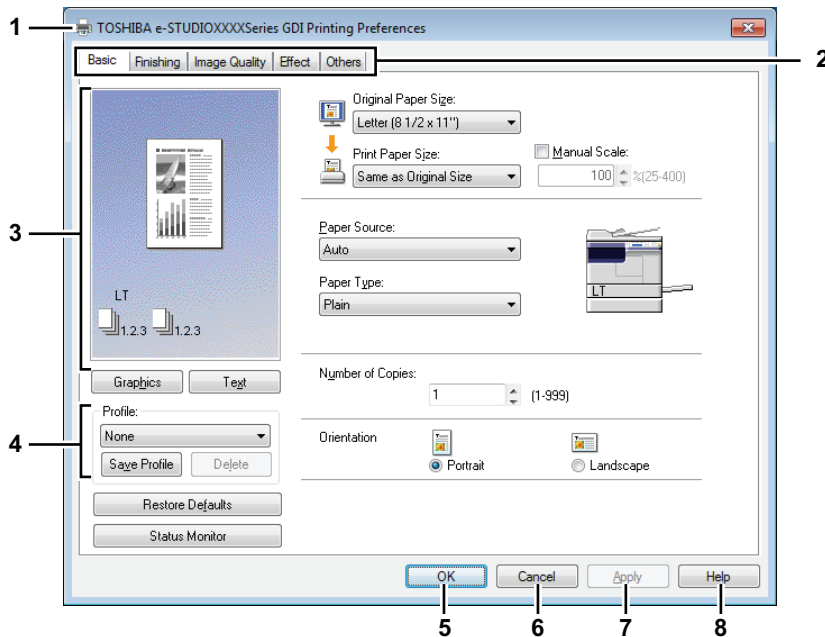 1
TOSHIBA e-STUDIOXXXXSeries GDI Printing Preferences
Basic Finishing Image Quality Effect Others
2
3
Original Paper Size:
Letter (8 1/2 x 11")
Print Paper Size:
Same as Original Size
Manual Scale:
100 %(25-400)
Paper Source:
Auto
Paper Type:
Plain
LT
LT
1.2.3 1.2.3
Graphics Text
Number of Copies:
1 (1-999)
4
Profile:
None
Save Profile Delete
Orientation
Portrait Landscape
Restore Defaults
Status Monitor
OK Cancel Apply Help
5 6 7 8